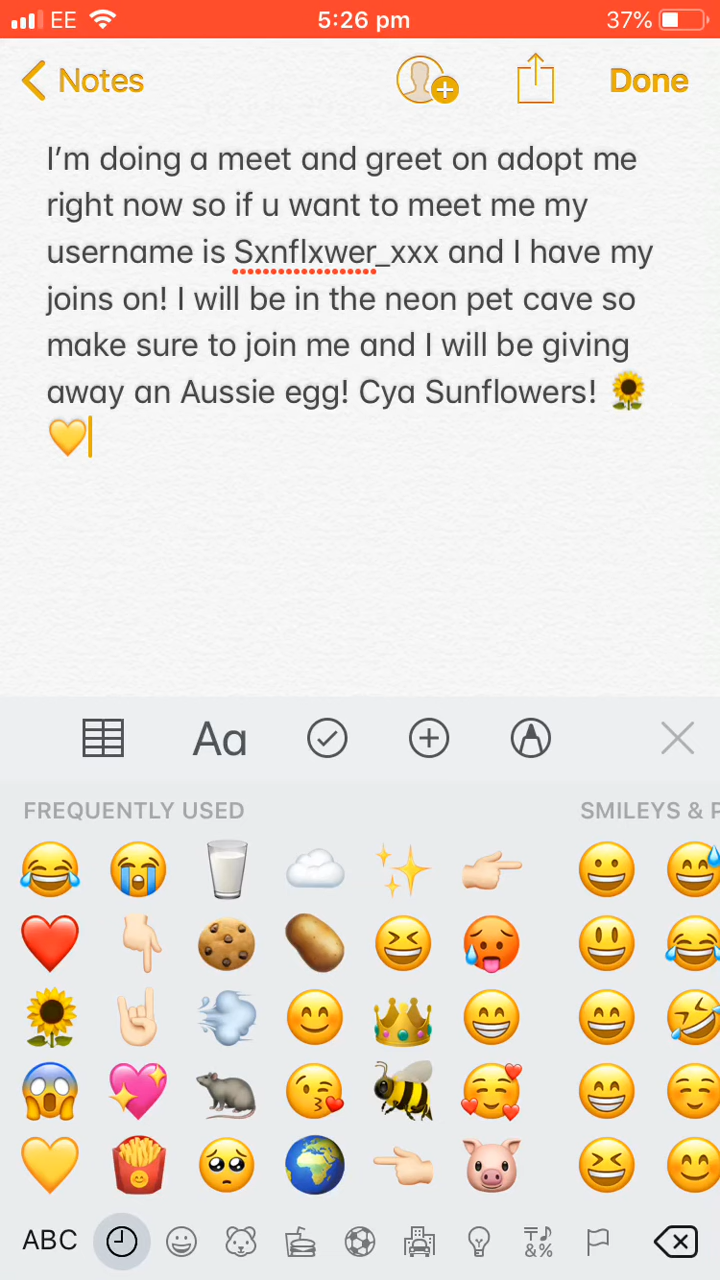 EE 5:26 pm 37%
Notes Done
I’m doing a meet and greet on adopt me
right now so if u want to meet me my
username is Sxnflxwer_xxx and I have my
joins on! I will be in the neon pet cave so
make sure to join me and I will be giving
away an Aussie egg! Cya Sunflowers! 🌻
💛
Aa
FREQUENTLY USED SMILEYS & P
ABC